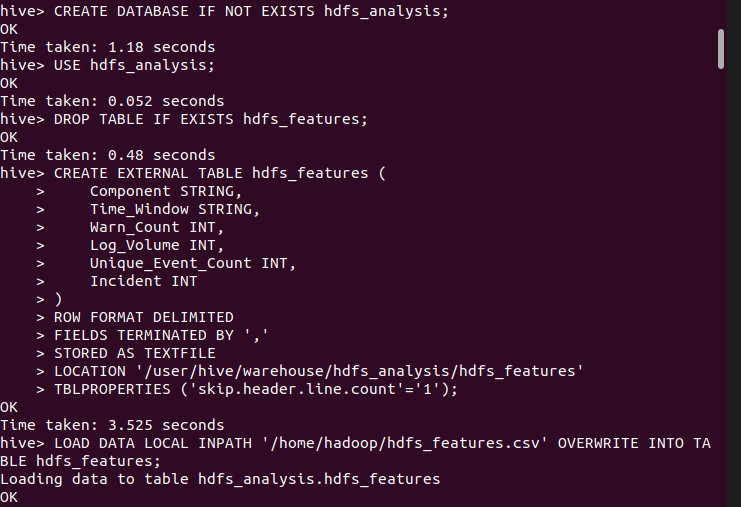 hive> CREATE DATABASE IF NOT EXISTS hdfs_analysis;
OK
Time taken: 1.18 seconds
hive> USE hdfs_analysis;
OK
Time taken: 0.052 seconds
hive> DROP TABLE IF EXISTS hdfs_features;
OK
Time taken: 0.48 seconds
hive> CREATE EXTERNAL TABLE hdfs_features (
    >     Component STRING,
    >     Time_Window STRING,
    >     Warn_Count INT,
    >     Log_Volume INT,
    >     Unique_Event_Count INT,
    >     Incident INT
    > )
    > ROW FORMAT DELIMITED
    > FIELDS TERMINATED BY ','
    > STORED AS TEXTFILE
    > LOCATION '/user/hive/warehouse/hdfs_analysis/hdfs_features'
    > TBLPROPERTIES ('skip.header.line.count'='1');
OK
Time taken: 3.525 seconds
hive> LOAD DATA LOCAL INPATH '/home/hadoop/hdfs_features.csv' OVERWRITE INTO TA
BLE hdfs_features;
Loading data to table hdfs_analysis.hdfs_features
OK